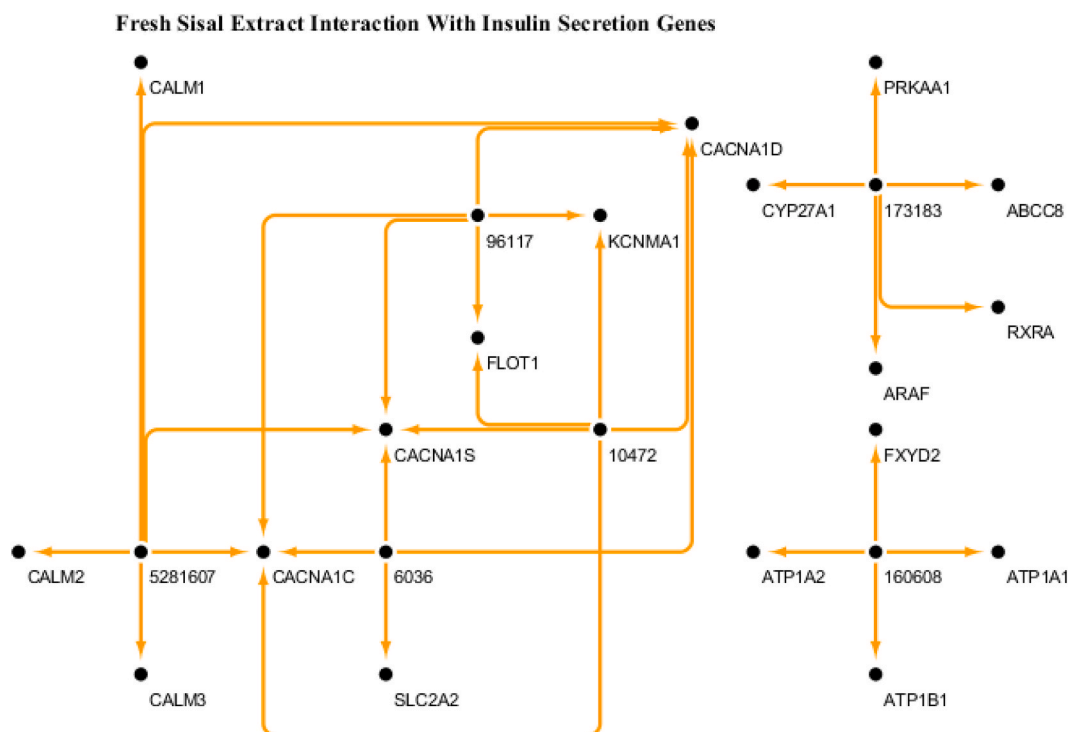 Fresh Sisal Extract Interaction With Insulin Secretion Genes
CALM1
PRKAA1
CACNA1D
CYP27A1
173183
ABCC8
96117
KCNMA1
RXRA
FLOT1
ARAF
CACNA1S
10472
FXYD2
CALM2
5281607
CACNA1C
6036
ATP1A2
160608
ATP1A1
CALM3
SLC2A2
ATP1B1